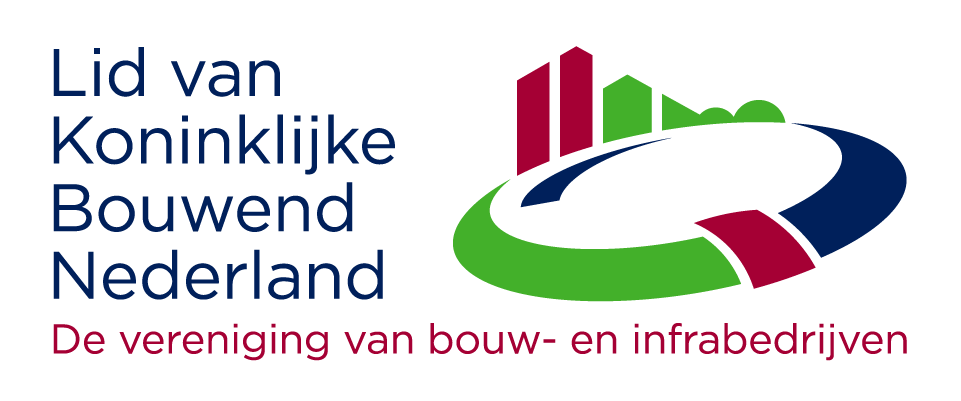 Lid van
Koninklijke
Bouwend
Nederland
De vereniging van bouw- en infrabedrijven